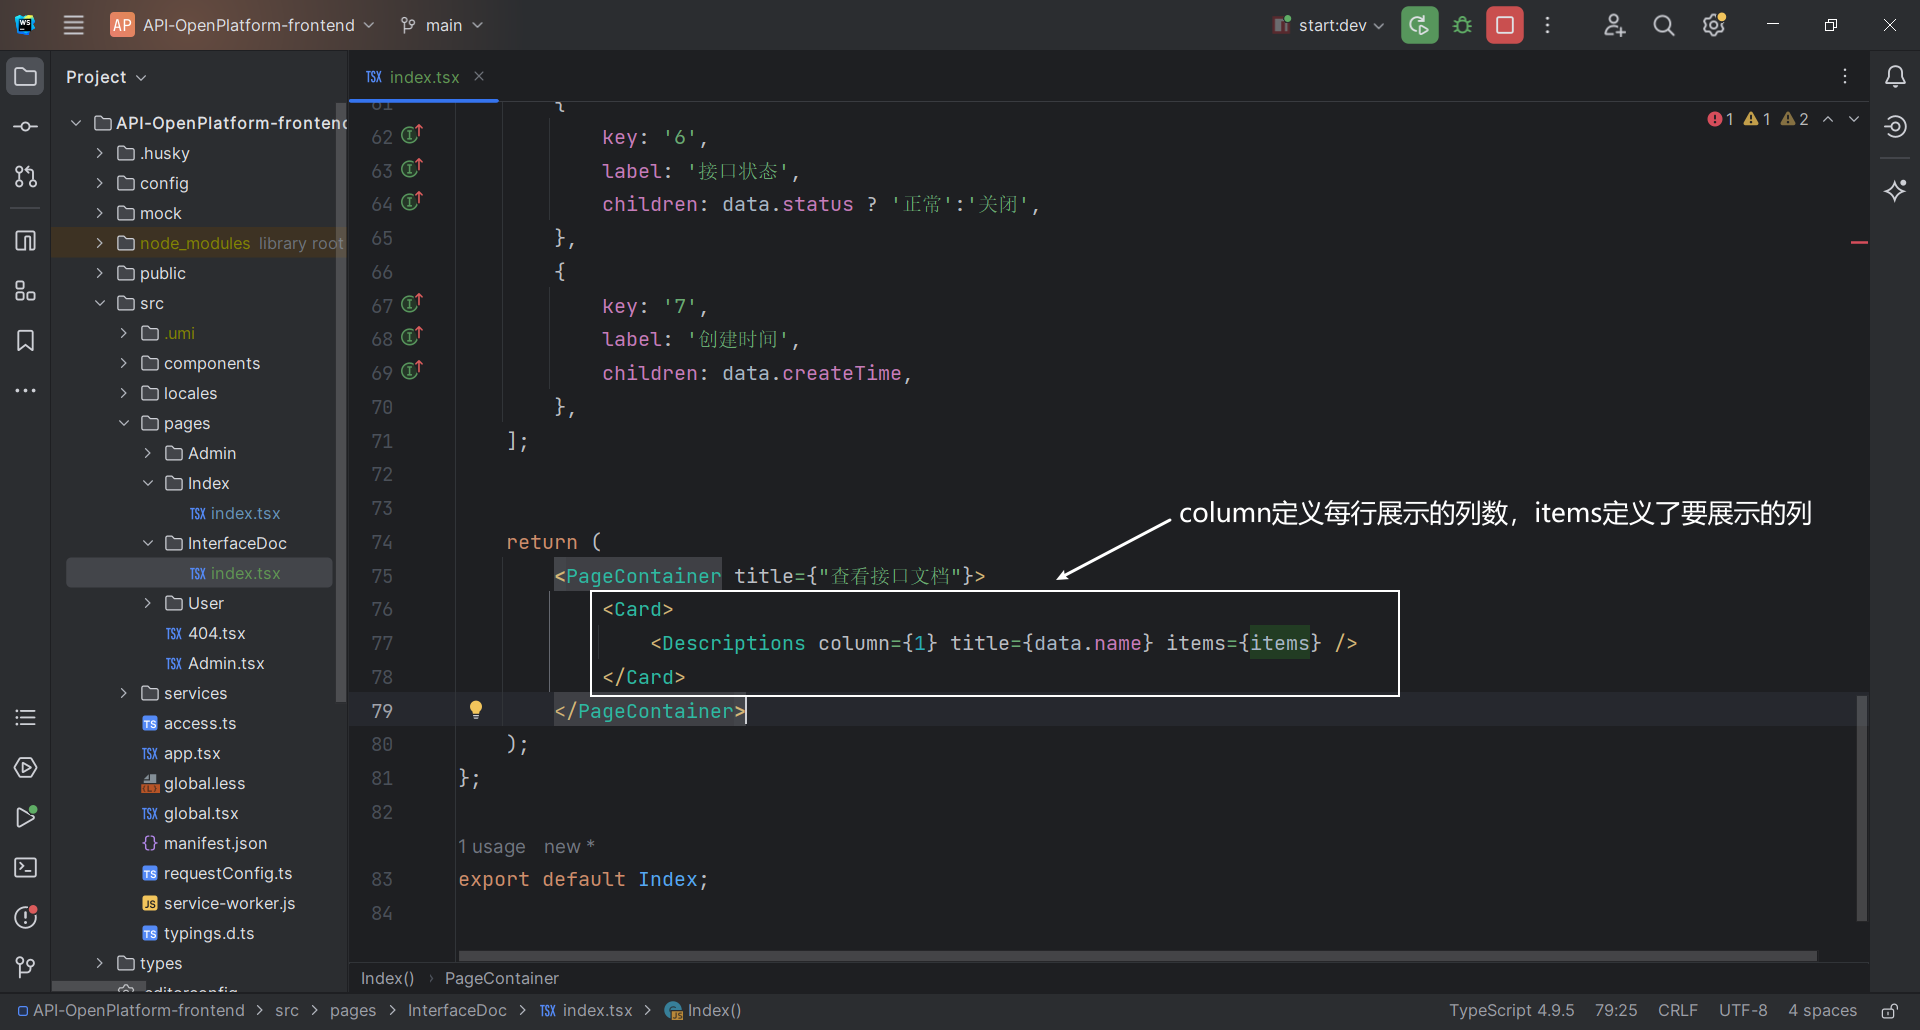 AP API-OpenPlatform-frontend main start:dev
Project
index.tsx
1 1 2
API-OpenPlatform-frontend
.husky
config
mock
node_modules library root
public
src
.umi
components
locales
pages
Admin
Index
index.tsx
InterfaceDoc
index.tsx
User
404.tsx
Admin.tsx
services
access.ts
app.tsx
global.less
global.tsx
manifest.json
requestConfig.ts
service-worker.js
typings.d.ts
types
.editorconfig
61 {
62 key: '6',
63 label: '接口状态',
64 children: data.status ? '正常':'关闭',
65 },
66 {
67 key: '7',
68 label: '创建时间',
69 children: data.createTime,
70 },
71 ];
72
73
column定义每行展示的列数，items定义了要展示的列
74 return (
75 <PageContainer title={"查看接口文档"}>
76 <Card>
77 <Descriptions column={1} title={data.name} items={items} />
78 </Card>
79 </PageContainer>
80 );
81 };
82
1 usage new *
83 export default Index;
84
Index() › PageContainer
API-OpenPlatform-frontend > src > pages > InterfaceDoc > TSX index.tsx > Index() TypeScript 4.9.5 79:25 CRLF UTF-8 4 spaces